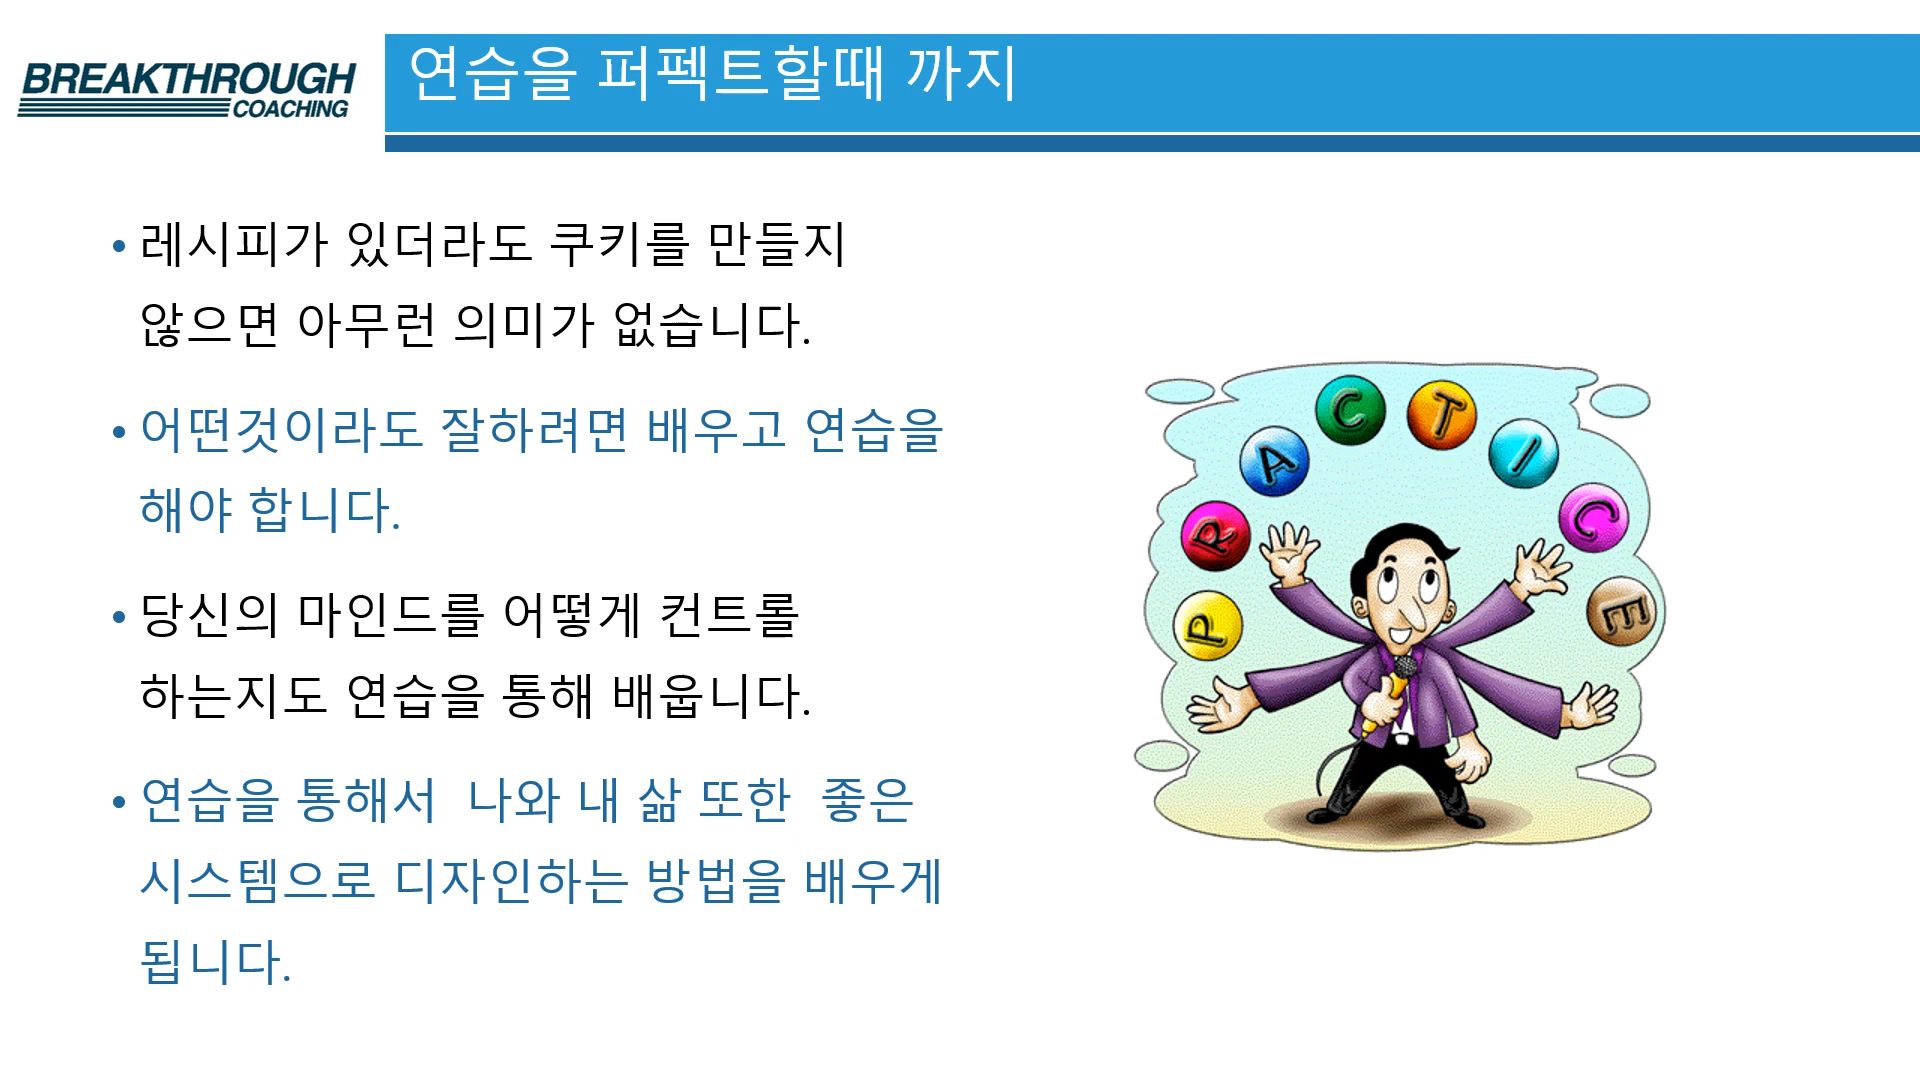 BREAKTHROUGH
COACHING
연습을 퍼펙트할때 까지
• 레시피가 있더라도 쿠키를 만들지
않으면 아무런 의미가 없습니다.
• 어떤것이라도 잘하려면 배우고 연습을
해야 합니다.
• 당신의 마인드를 어떻게 컨트롤
하는지도 연습을 통해 배웁니다.
• 연습을 통해서 나와 내 삶 또한 좋은
시스템으로 디자인하는 방법을 배우게
됩니다.
PRACTICE